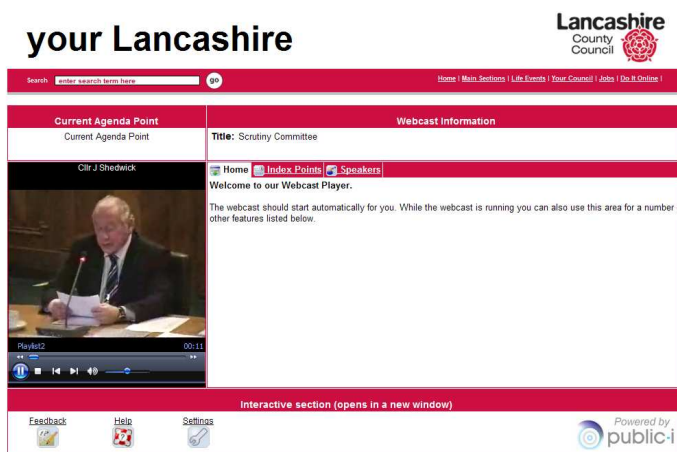 your Lancashire
Lancashire
County
Council
Search enter search term here go
Home | Main Sections | Life Events | Your Council | Jobs | Do It Online |
Current Agenda Point
Webcast Information
Current Agenda Point
Title: Scrutiny Committee
Cllr J Shedwick
Home Index Points Speakers
Welcome to our Webcast Player.
The webcast should start automatically for you. While the webcast is running you can also use this area for a number
other features listed below.
Playlist2 00:11
Interactive section (opens in a new window)
Feedback Help Settings
Powered by
public-i